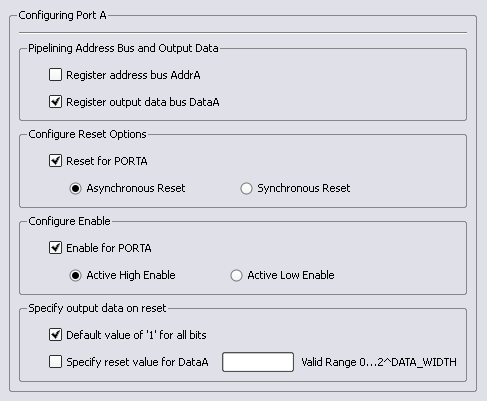 Configuring Port A
Pipelining Address Bus and Output Data
Register address bus AddrA
Register output data bus DataA
Configure Reset Options
Reset for PORTA
Asynchronous Reset Synchronous Reset
Configure Enable
Enable for PORTA
Active High Enable Active Low Enable
Specify output data on reset
Default value of '1' for all bits
Specify reset value for DataA Valid Range 0...2^DATA_WIDTH